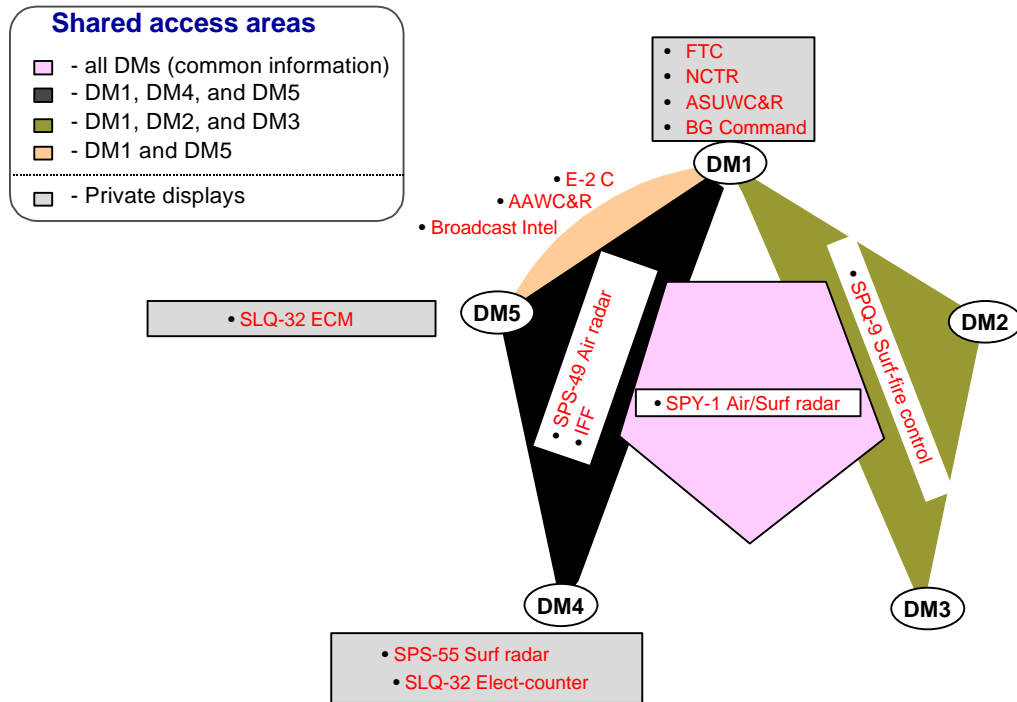 Shared access areas
- all DMs (common information)
- DM1, DM4, and DM5
- DM1, DM2, and DM3
- DM1 and DM5
- Private displays
• FTC
• NCTR
• ASUWC&R
• BG Command
DM1
• E-2 C
• AAWC&R
• Broadcast Intel
DM5
• SLQ-32 ECM
DM2
• SPS-49 Air radar
• IFF
• SPY-1 Air/Surf radar
• SPQ-9 Surf-fire control
DM4
DM3
• SPS-55 Surf radar
• SLQ-32 Elect-counter